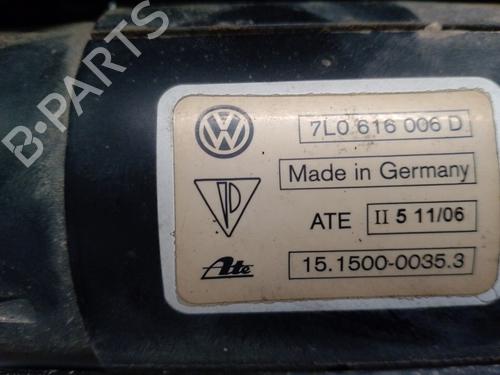 B-PARTS
7L0 616 006 D
Made in Germany
ATE II 5 11/06
Ate 15.1500-0035.3